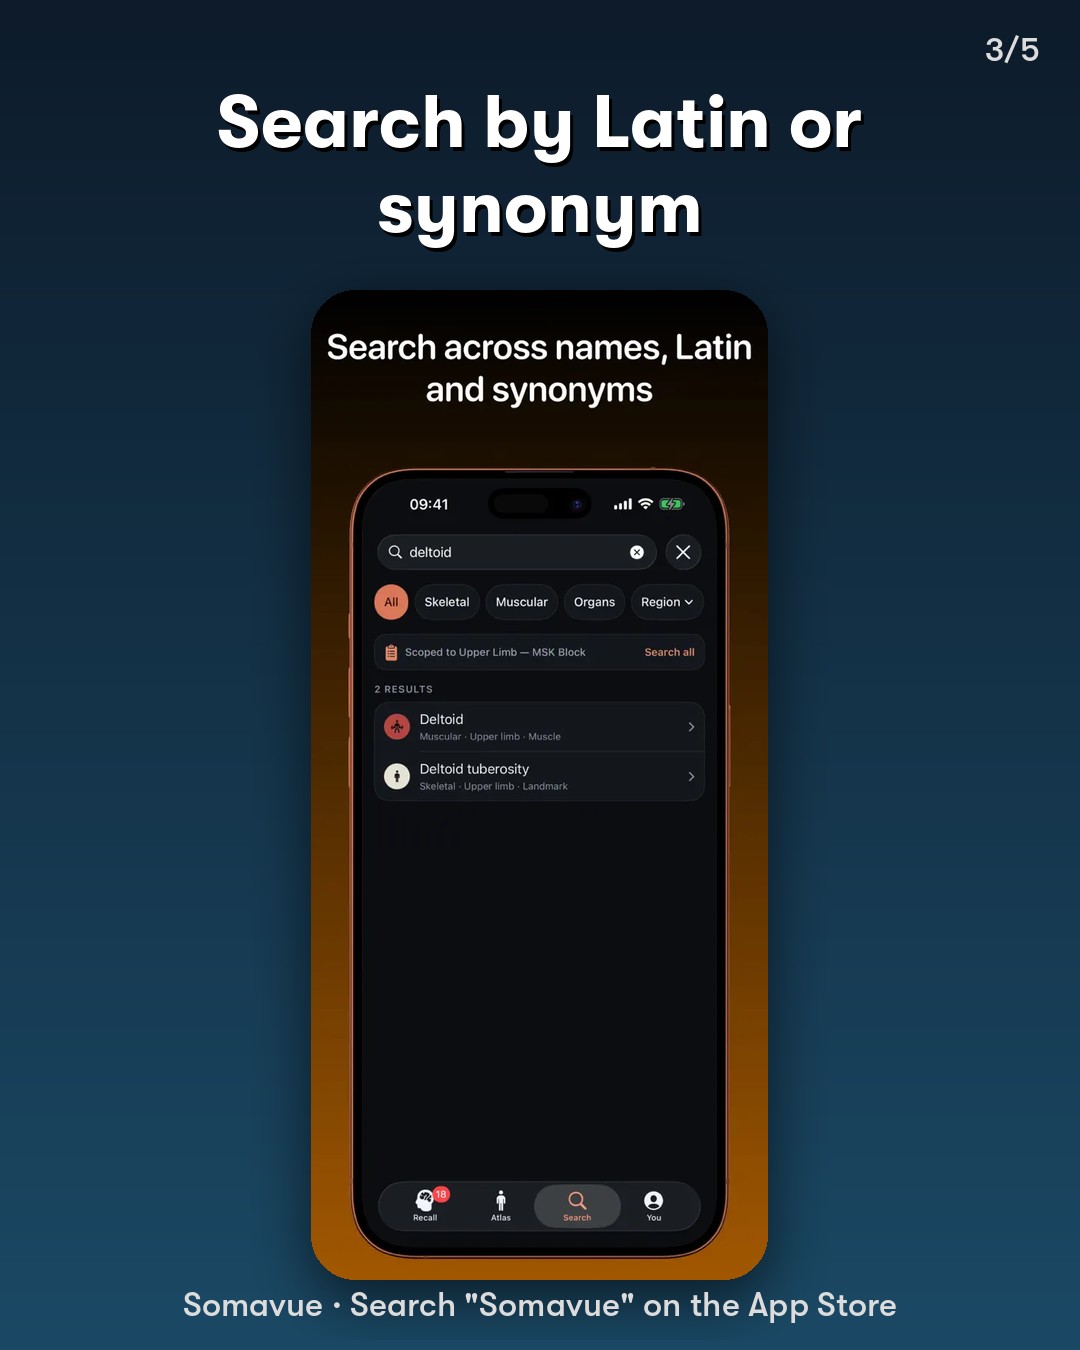 3/5
Search by Latin or
synonym
Search across names, Latin
and synonyms
09:41
deltoid
All Skeletal Muscular Organs Region
Scoped to Upper Limb — MSK Block Search all
2 RESULTS
Deltoid
Muscular · Upper limb · Muscle
Deltoid tuberosity
Skeletal · Upper limb · Landmark
18
Recall Atlas Search You
Somavue · Search "Somavue" on the App Store